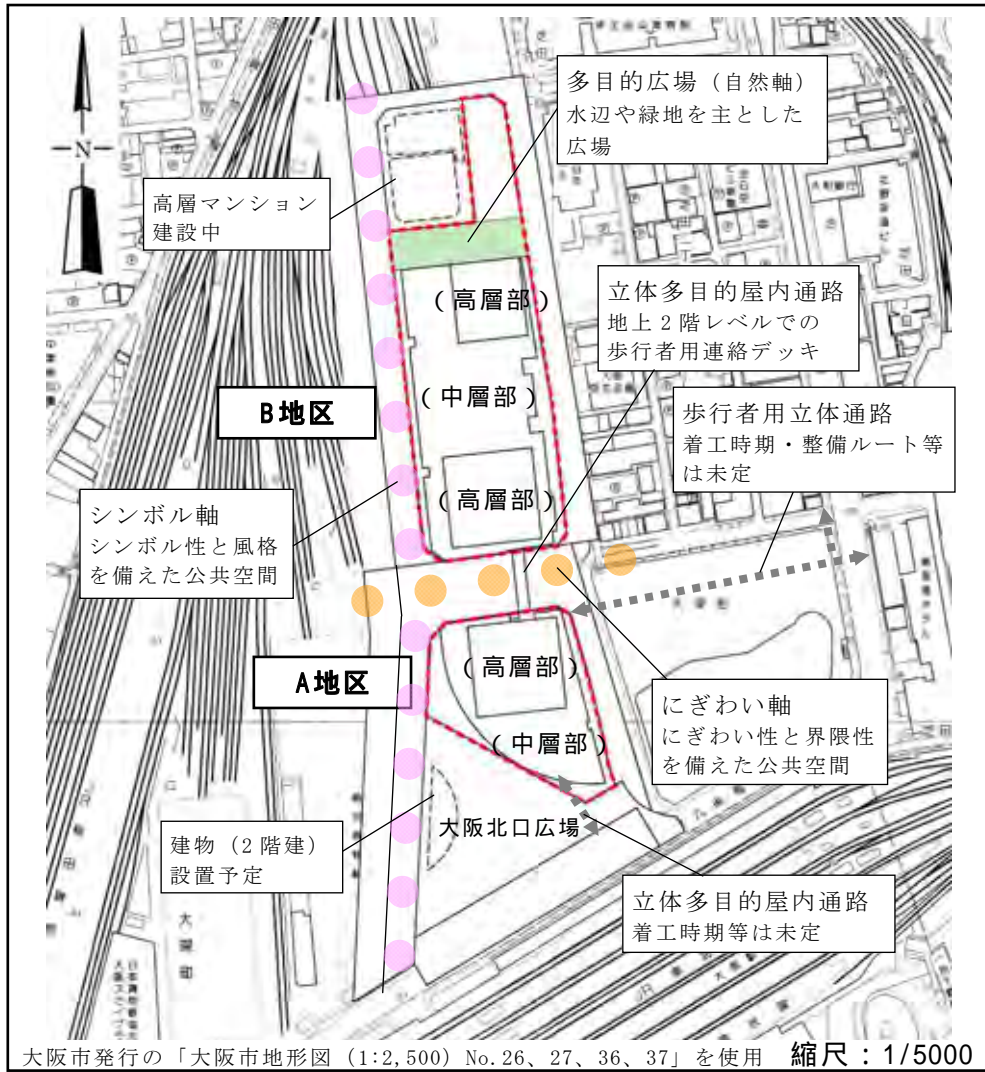 多目的広場（自然軸）
水辺や緑地を主とした
広場
N
高層マンション
建設中
（高層部）
立体多目的屋内通路
地上２階レベルでの
歩行者用連絡デッキ
（中層部）
B地区
歩行者用立体通路
着工時期・整備ルート等
は未定
（高層部）
シンボル軸
シンボル性と風格
を備えた公共空間
（高層部）
A地区
にぎわい軸
にぎわい性と界隈性
を備えた公共空間
（中層部）
大阪北口広場
建物（２階建）
設置予定
立体多目的屋内通路
着工時期等は未定
大深町
大阪市発行の「大阪市地形図（1:2,500）No.26、27、36、37」を使用
縮尺：1/5000